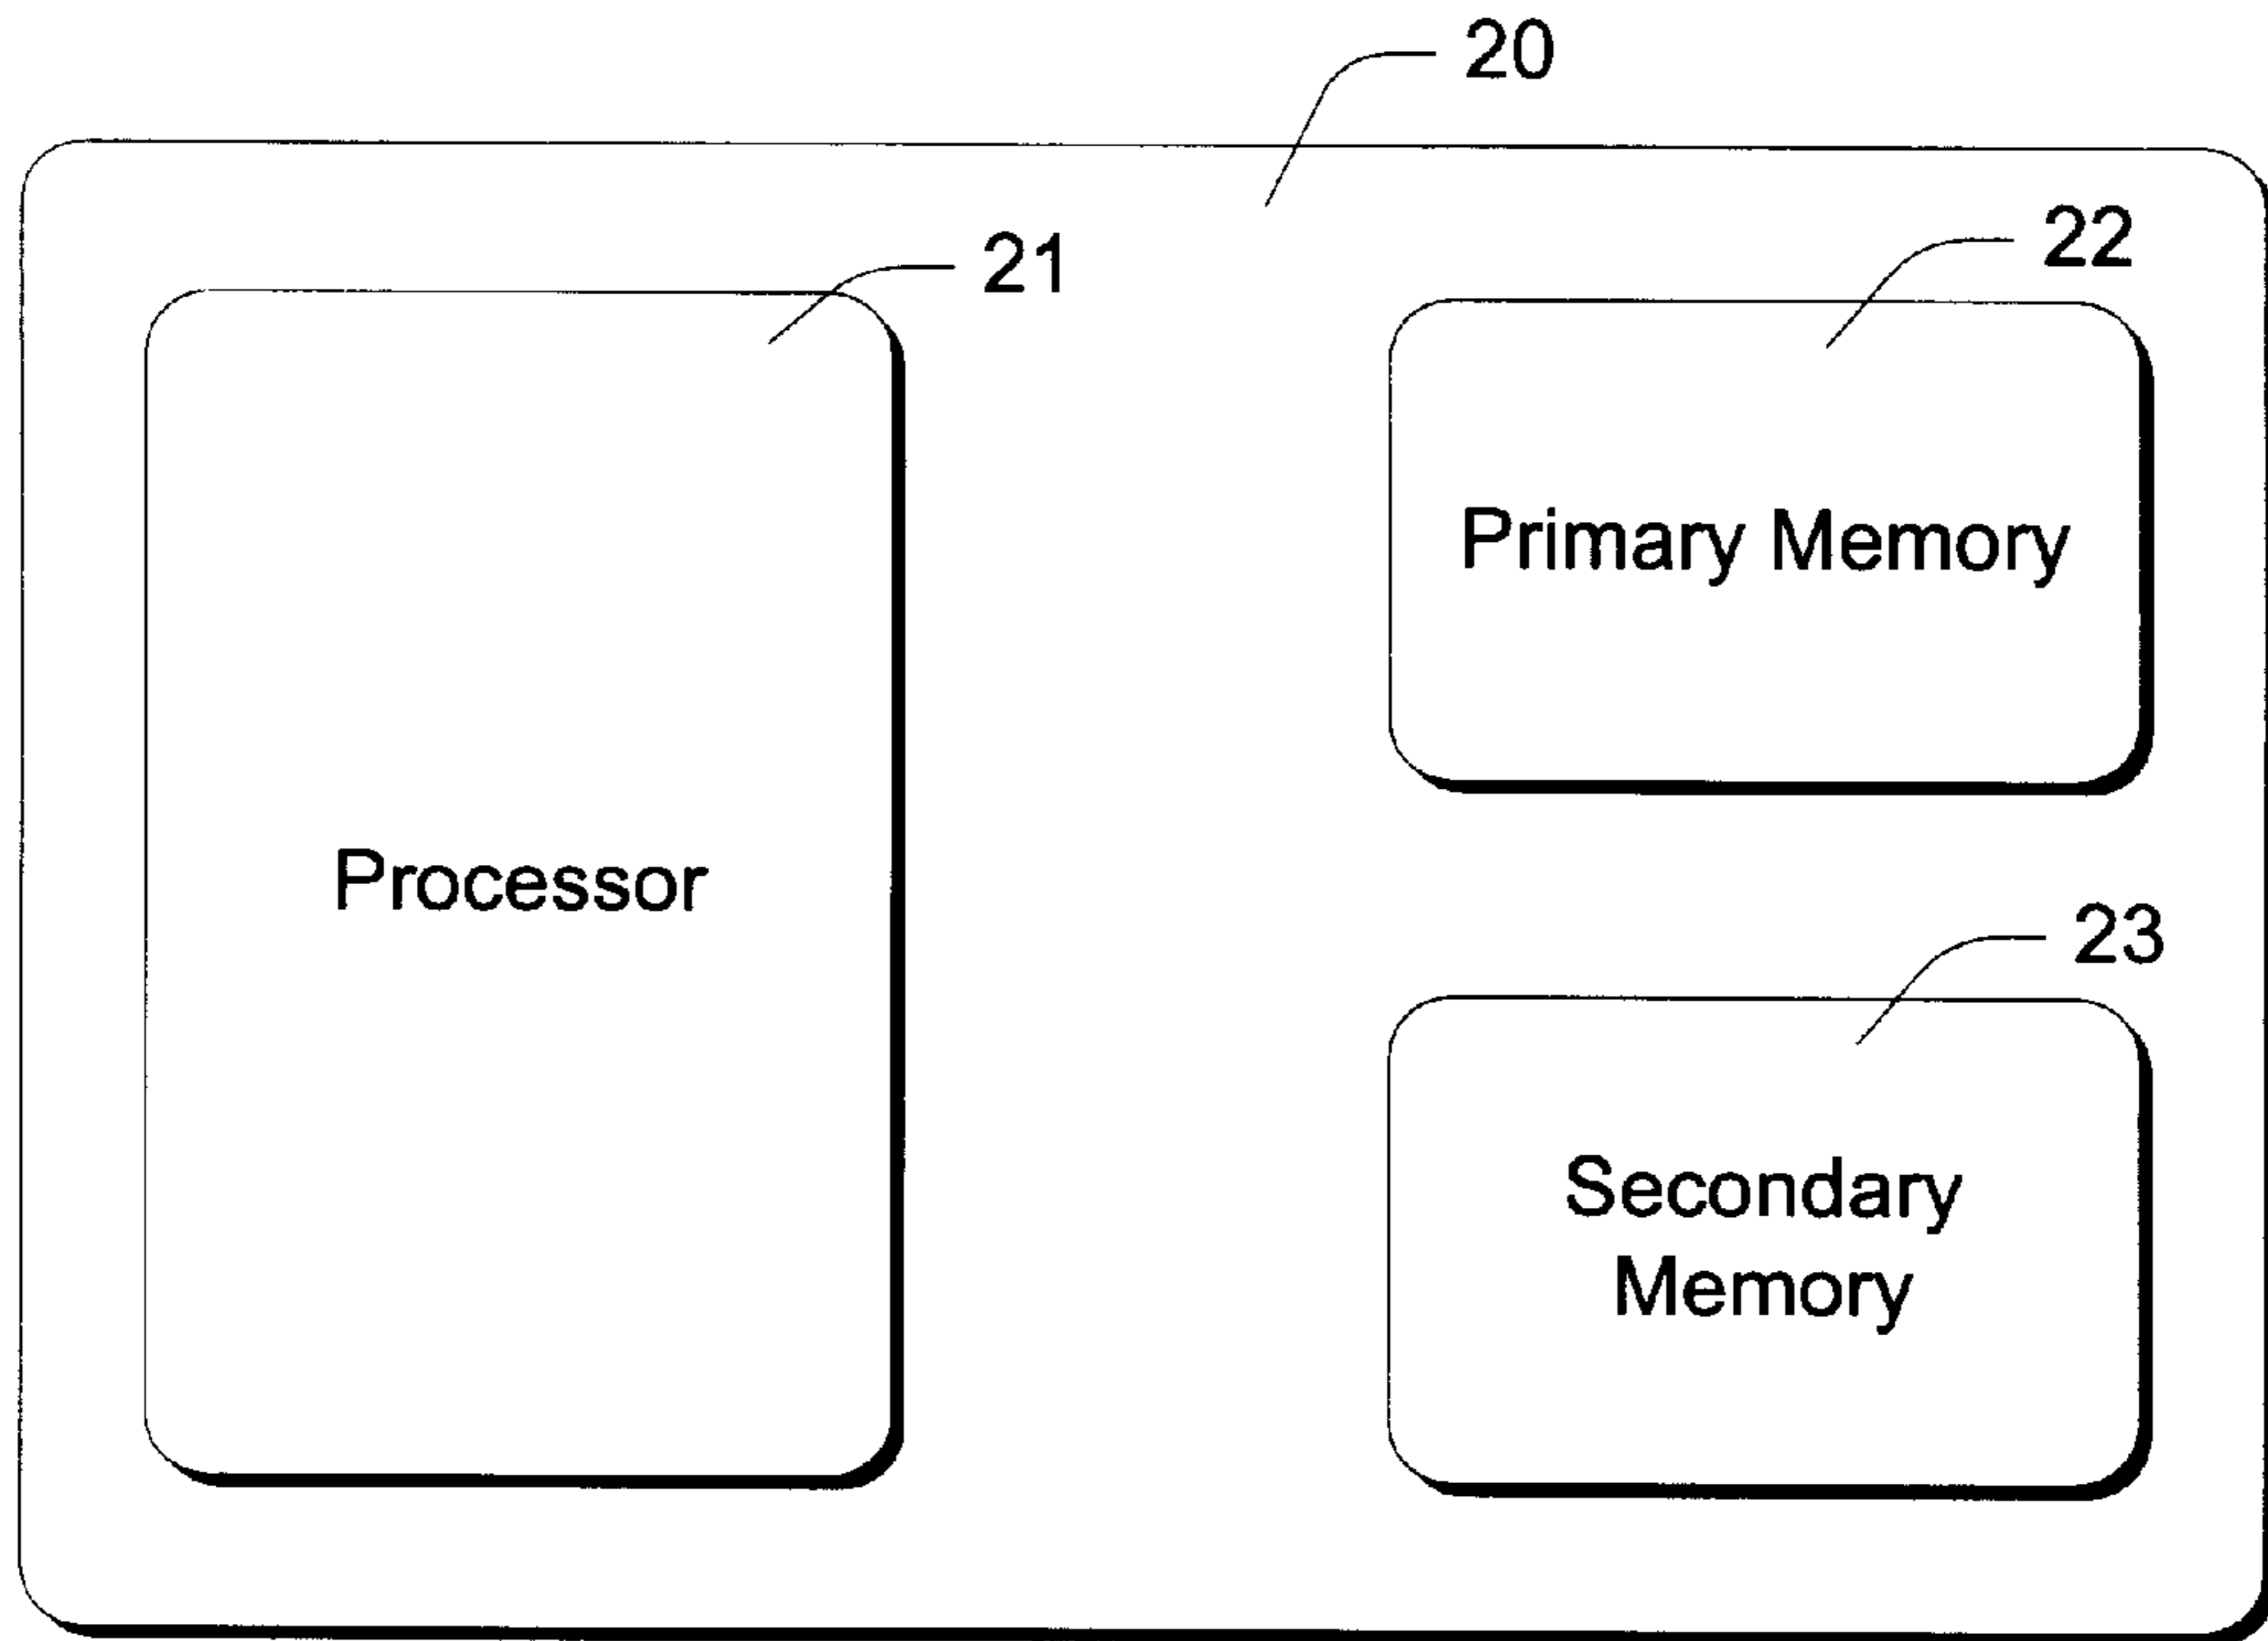 20
21
22
Primary Memory
Processor
23
Secondary
Memory